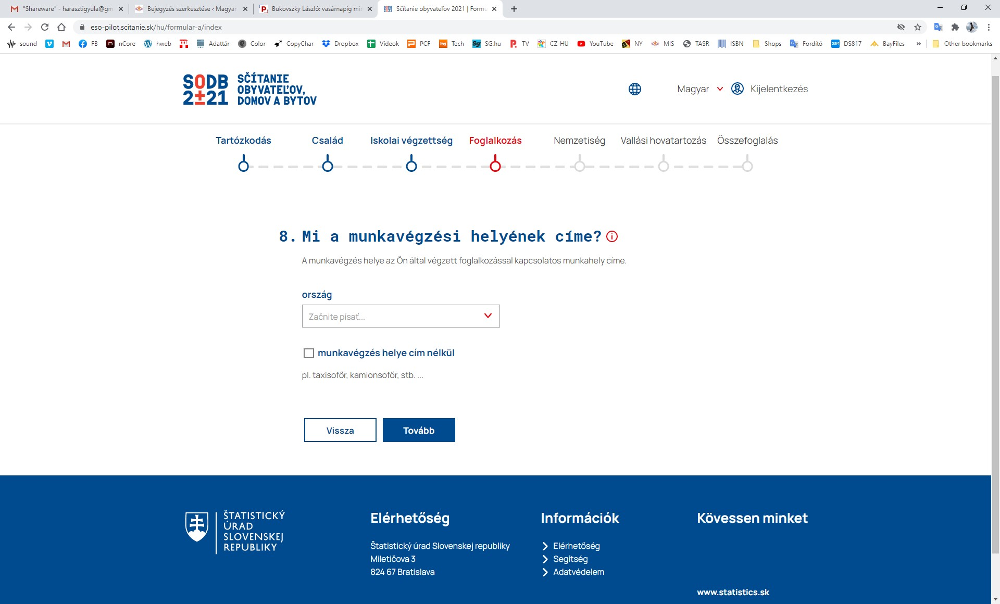 "Shareware" - harasztigyula@gm
Bejegyzés szerkesztése ‹ Magyar
Bukovszky László: vasárnapig min
Sčítanie obyvateľov 2021 | Formu
eso-pilot.scitanie.sk/hu/formular-a/index
sound FB nCore hweb Adattár Color CopyChar Dropbox Videok PCF Tech SG.hu TV CZ-HU YouTube NY MIS TASR ISBN Shops Fordító DS817 BayFiles » Other bookmarks
SODB
2±21
SČÍTANIE
OBYVATEĽOV,
DOMOV A BYTOV
Magyar
Kijelentkezés
Tartózkodás Család Iskolai végzettség Foglalkozás Nemzetiség Vallási hovatartozás Összefoglalás
8. Mi a munkavégzési helyének címe?
A munkavégzés helye az Ön által végzett foglalkozással kapcsolatos munkahely címe.
ország
Začnite písať...
munkavégzés helye cím nélkül
pl. taxisofőr, kamionsofőr, stb. ...
Vissza
Tovább
ŠTATISTICKÝ
ÚRAD
SLOVENSKEJ
REPUBLIKY
Elérhetőség
Štatistický úrad Slovenskej republiky
Miletičova 3
824 67 Bratislava
Információk
Elérhetőség
Segítség
Adatvédelem
Kövessen minket
www.statistics.sk